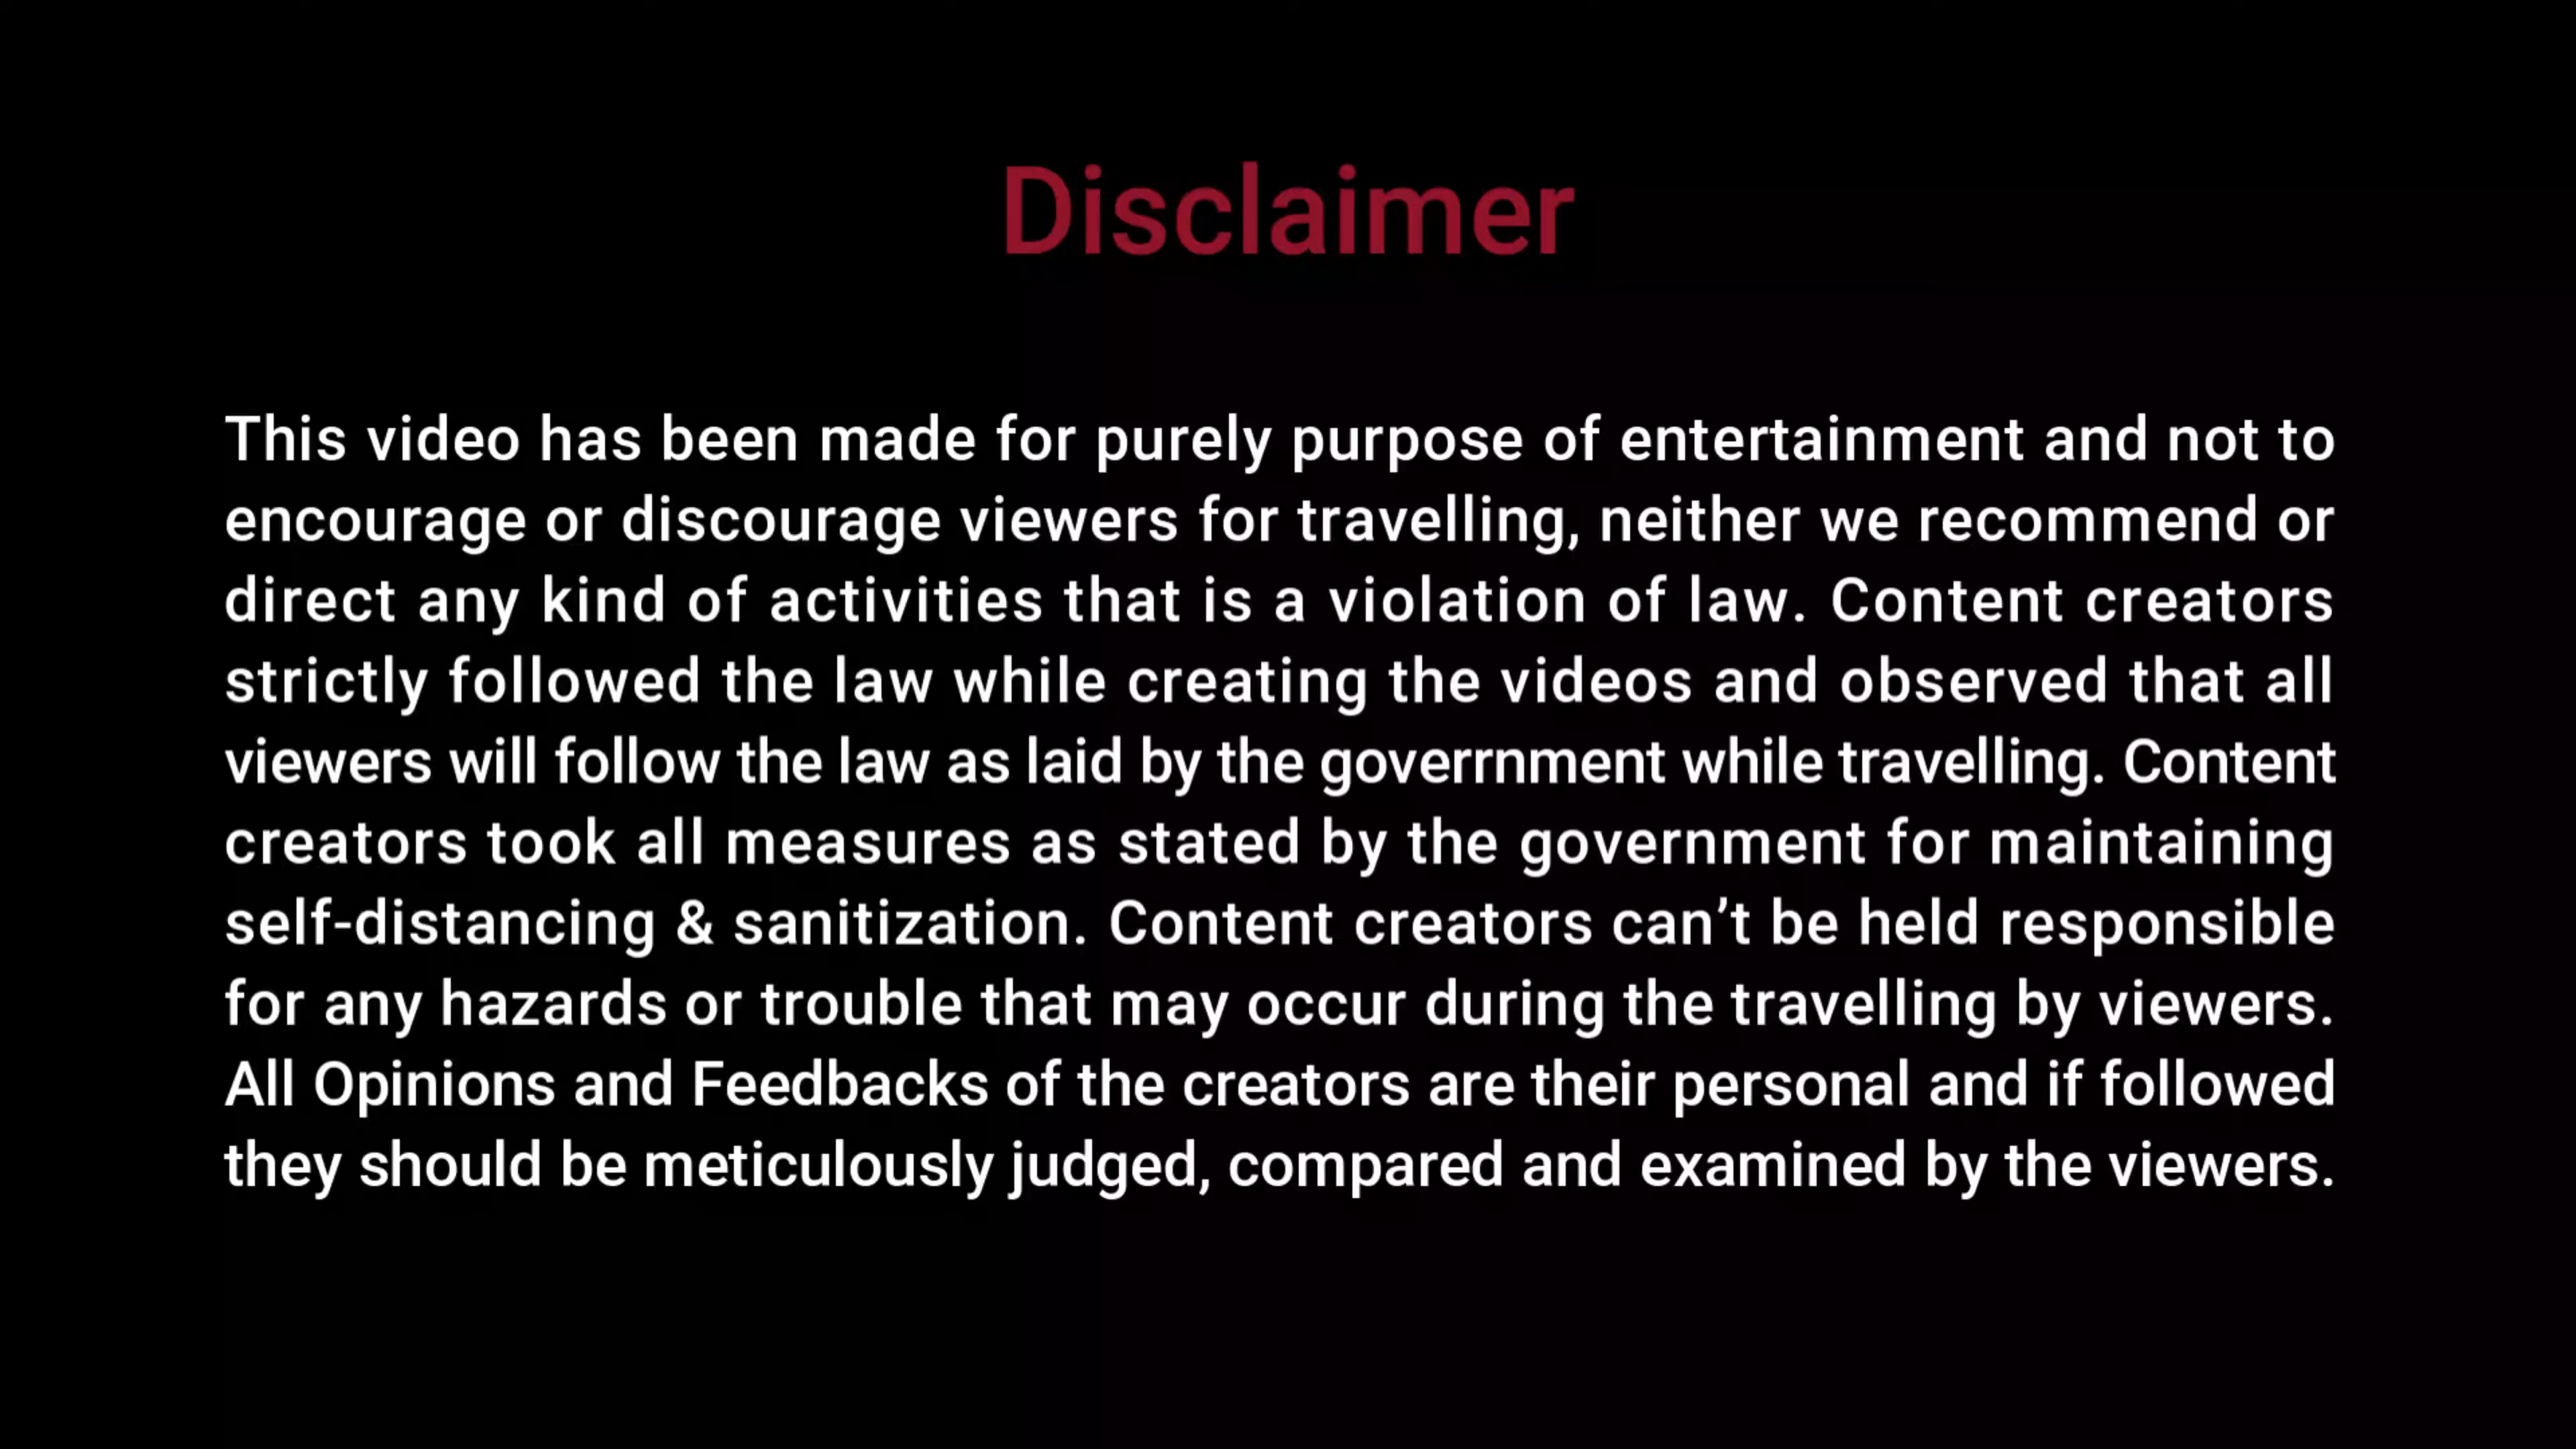 Disclaimer
This video has been made for purely purpose of entertainment and not to
encourage or discourage viewers for travelling, neither we recommend or
direct any kind of activities that is a violation of law. Content creators
strictly followed the law while creating the videos and observed that all
viewers will follow the law as laid by the goverrnment while travelling. Content
creators took all measures as stated by the government for maintaining
self-distancing & sanitization. Content creators can’t be held responsible
for any hazards or trouble that may occur during the travelling by viewers.
All Opinions and Feedbacks of the creators are their personal and if followed
they should be meticulously judged, compared and examined by the viewers.